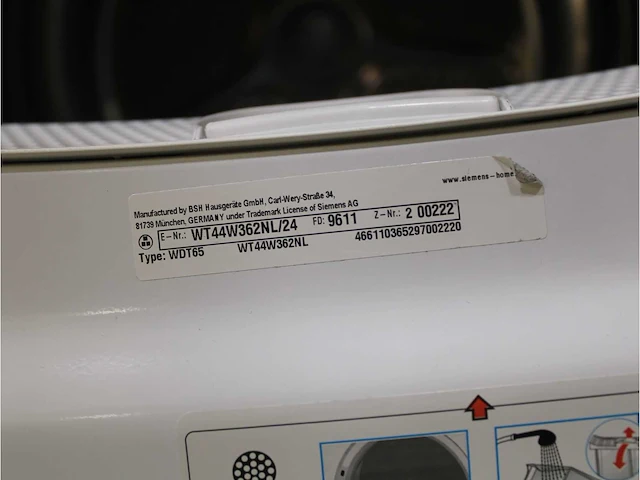 Manufactured by BSH Hausgeräte GmbH, Carl-Wery-Straße 34,
81739 München, GERMANY under Trademark License of Siemens AG
www.siemens-home
E-Nr.: WT44W362NL/24 FD: 9611 Z-Nr.: 2 00222
Type: WDT65 WT44W362NL 466110365297002220